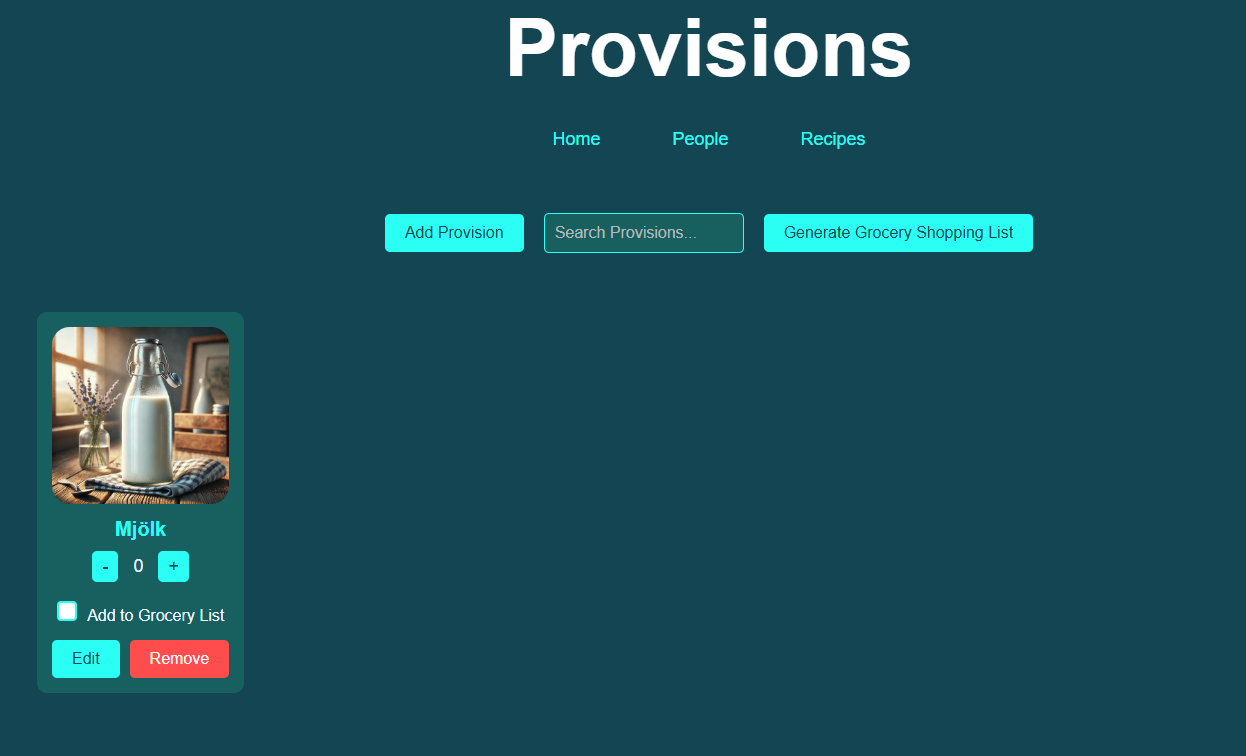 Provisions
Home People Recipes
Add Provision Search Provisions... Generate Grocery Shopping List
Mjölk
- 0 +
Add to Grocery List
Edit Remove